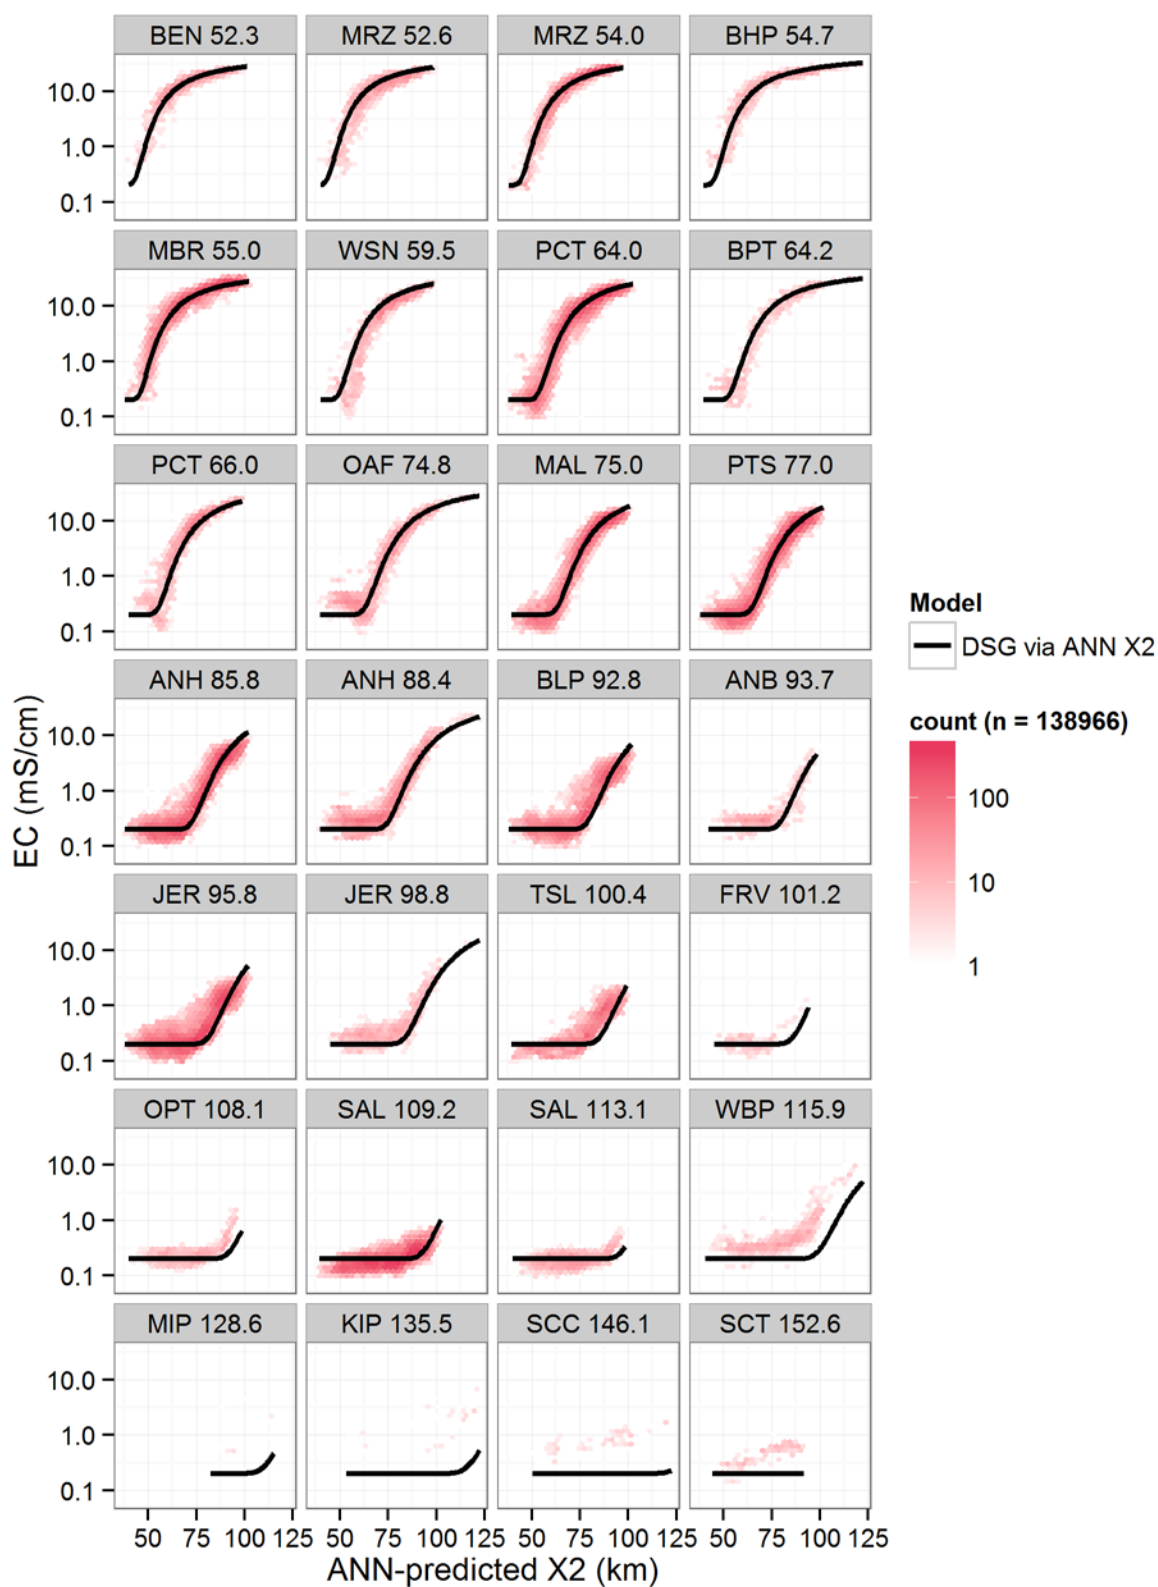 BEN 52.3 MRZ 52.6 MRZ 54.0 BHP 54.7
10.0
1.0
0.1
MBR 55.0 WSN 59.5 PCT 64.0 BPT 64.2
10.0
1.0
0.1
PCT 66.0 OAF 74.8 MAL 75.0 PTS 77.0
10.0
1.0
0.1
ANH 85.8 ANH 88.4 BLP 92.8 ANB 93.7
10.0
1.0
0.1
JER 95.8 JER 98.8 TSL 100.4 FRV 101.2
10.0
1.0
0.1
OPT 108.1 SAL 109.2 SAL 113.1 WBP 115.9
10.0
1.0
0.1
MIP 128.6 KIP 135.5 SCC 146.1 SCT 152.6
10.0
1.0
0.1
50 75 100 125 50 75 100 125 50 75 100 125 50 75 100 125
ANN-predicted X2 (km)
EC (mS/cm)
Model
DSG via ANN X2
count (n = 138966)
100
10
1